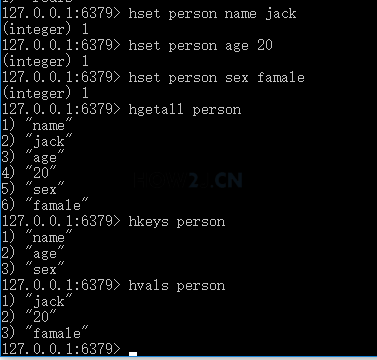 127.0.0.1:6379> hset person name jack
(integer) 1
127.0.0.1:6379> hset person age 20
(integer) 1
127.0.0.1:6379> hset person sex famale
(integer) 1
127.0.0.1:6379> hgetall person
1) "name"
2) "jack"
3) "age"
4) "20"
5) "sex"
6) "famale"
127.0.0.1:6379> hkeys person
1) "name"
2) "age"
3) "sex"
127.0.0.1:6379> hvals person
1) "jack"
2) "20"
3) "famale"
127.0.0.1:6379>